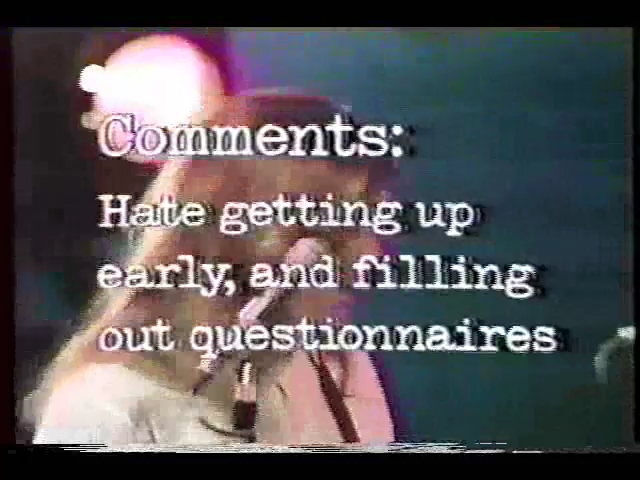 Comments:
Hate getting up
early, and filling
out questionnaires